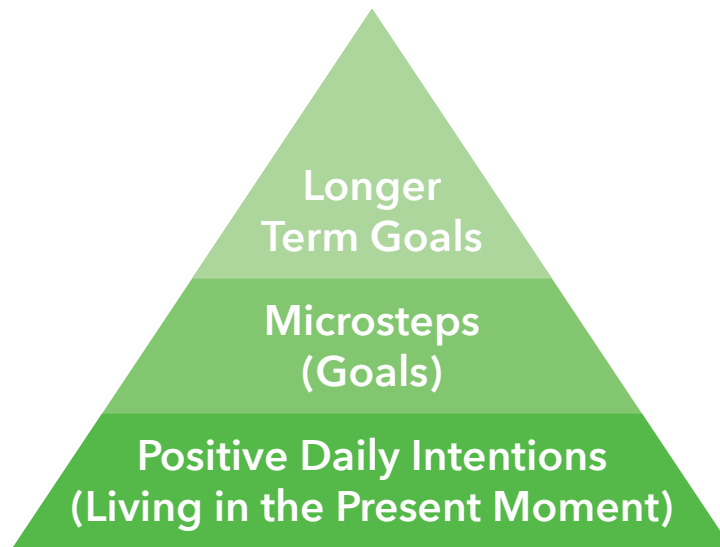 Longer
Term Goals
Microsteps
(Goals)
Positive Daily Intentions
(Living in the Present Moment)